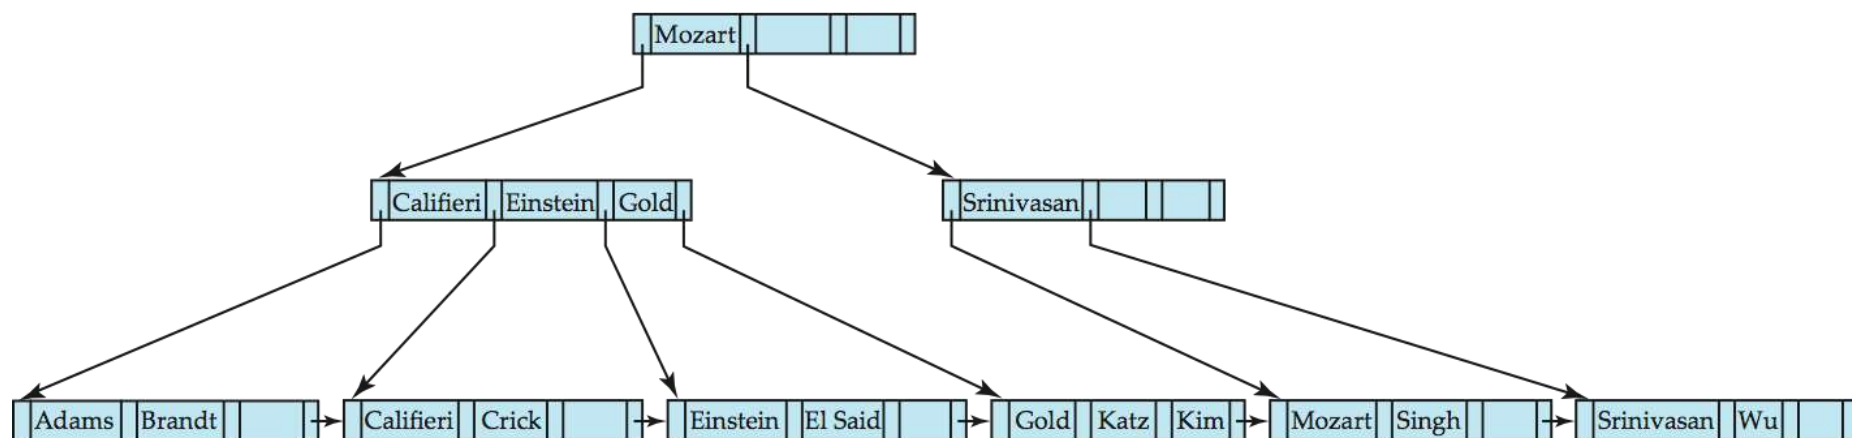 Mozart
Califieri Einstein Gold
Srinivasan
Adams Brandt
Califieri Crick
Einstein El Said
Gold Katz Kim
Mozart Singh
Srinivasan Wu